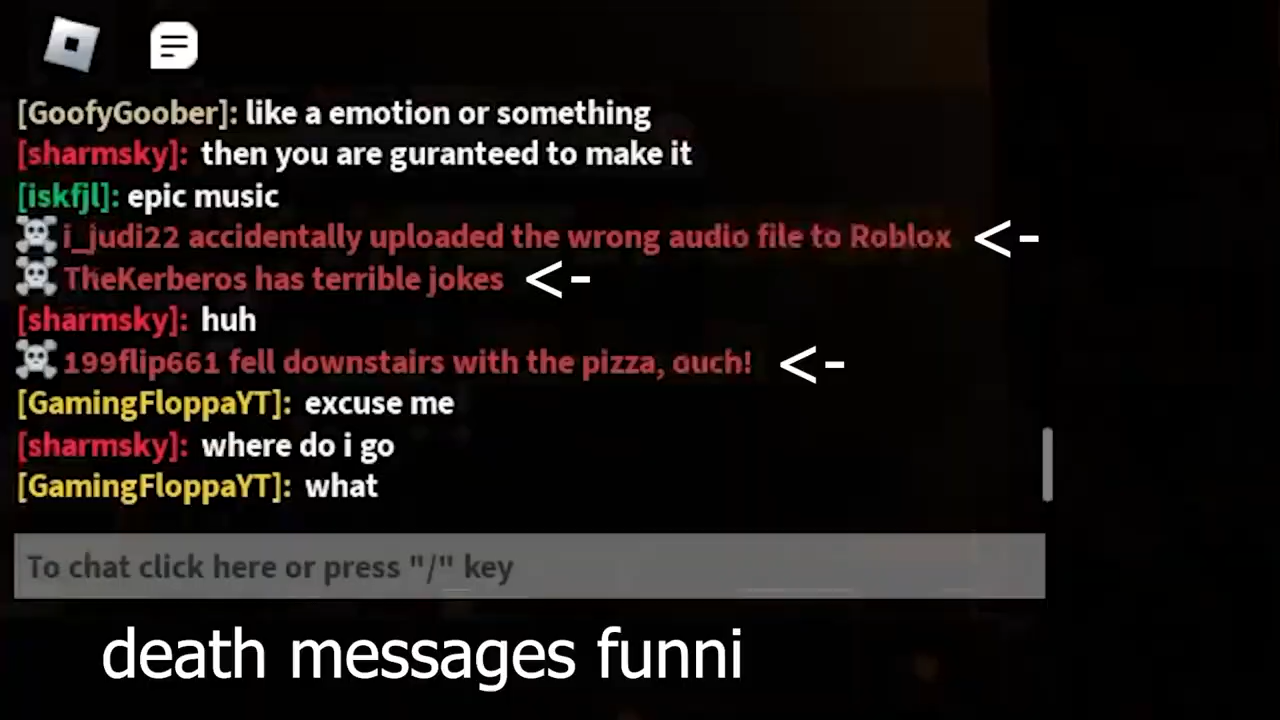 [GoofyGoober]: like a emotion or something
[sharmsky]: then you are guranteed to make it
[iskfjl]: epic music
☠️ i_judi22 accidentally uploaded the wrong audio file to Roblox <-
☠️ TheKerberos has terrible jokes <-
[sharmsky]: huh
☠️ 199flip661 fell downstairs with the pizza, ouch! <-
[GamingFloppaYT]: excuse me
[sharmsky]: where do i go
[GamingFloppaYT]: what
To chat click here or press "/" key
death messages funni